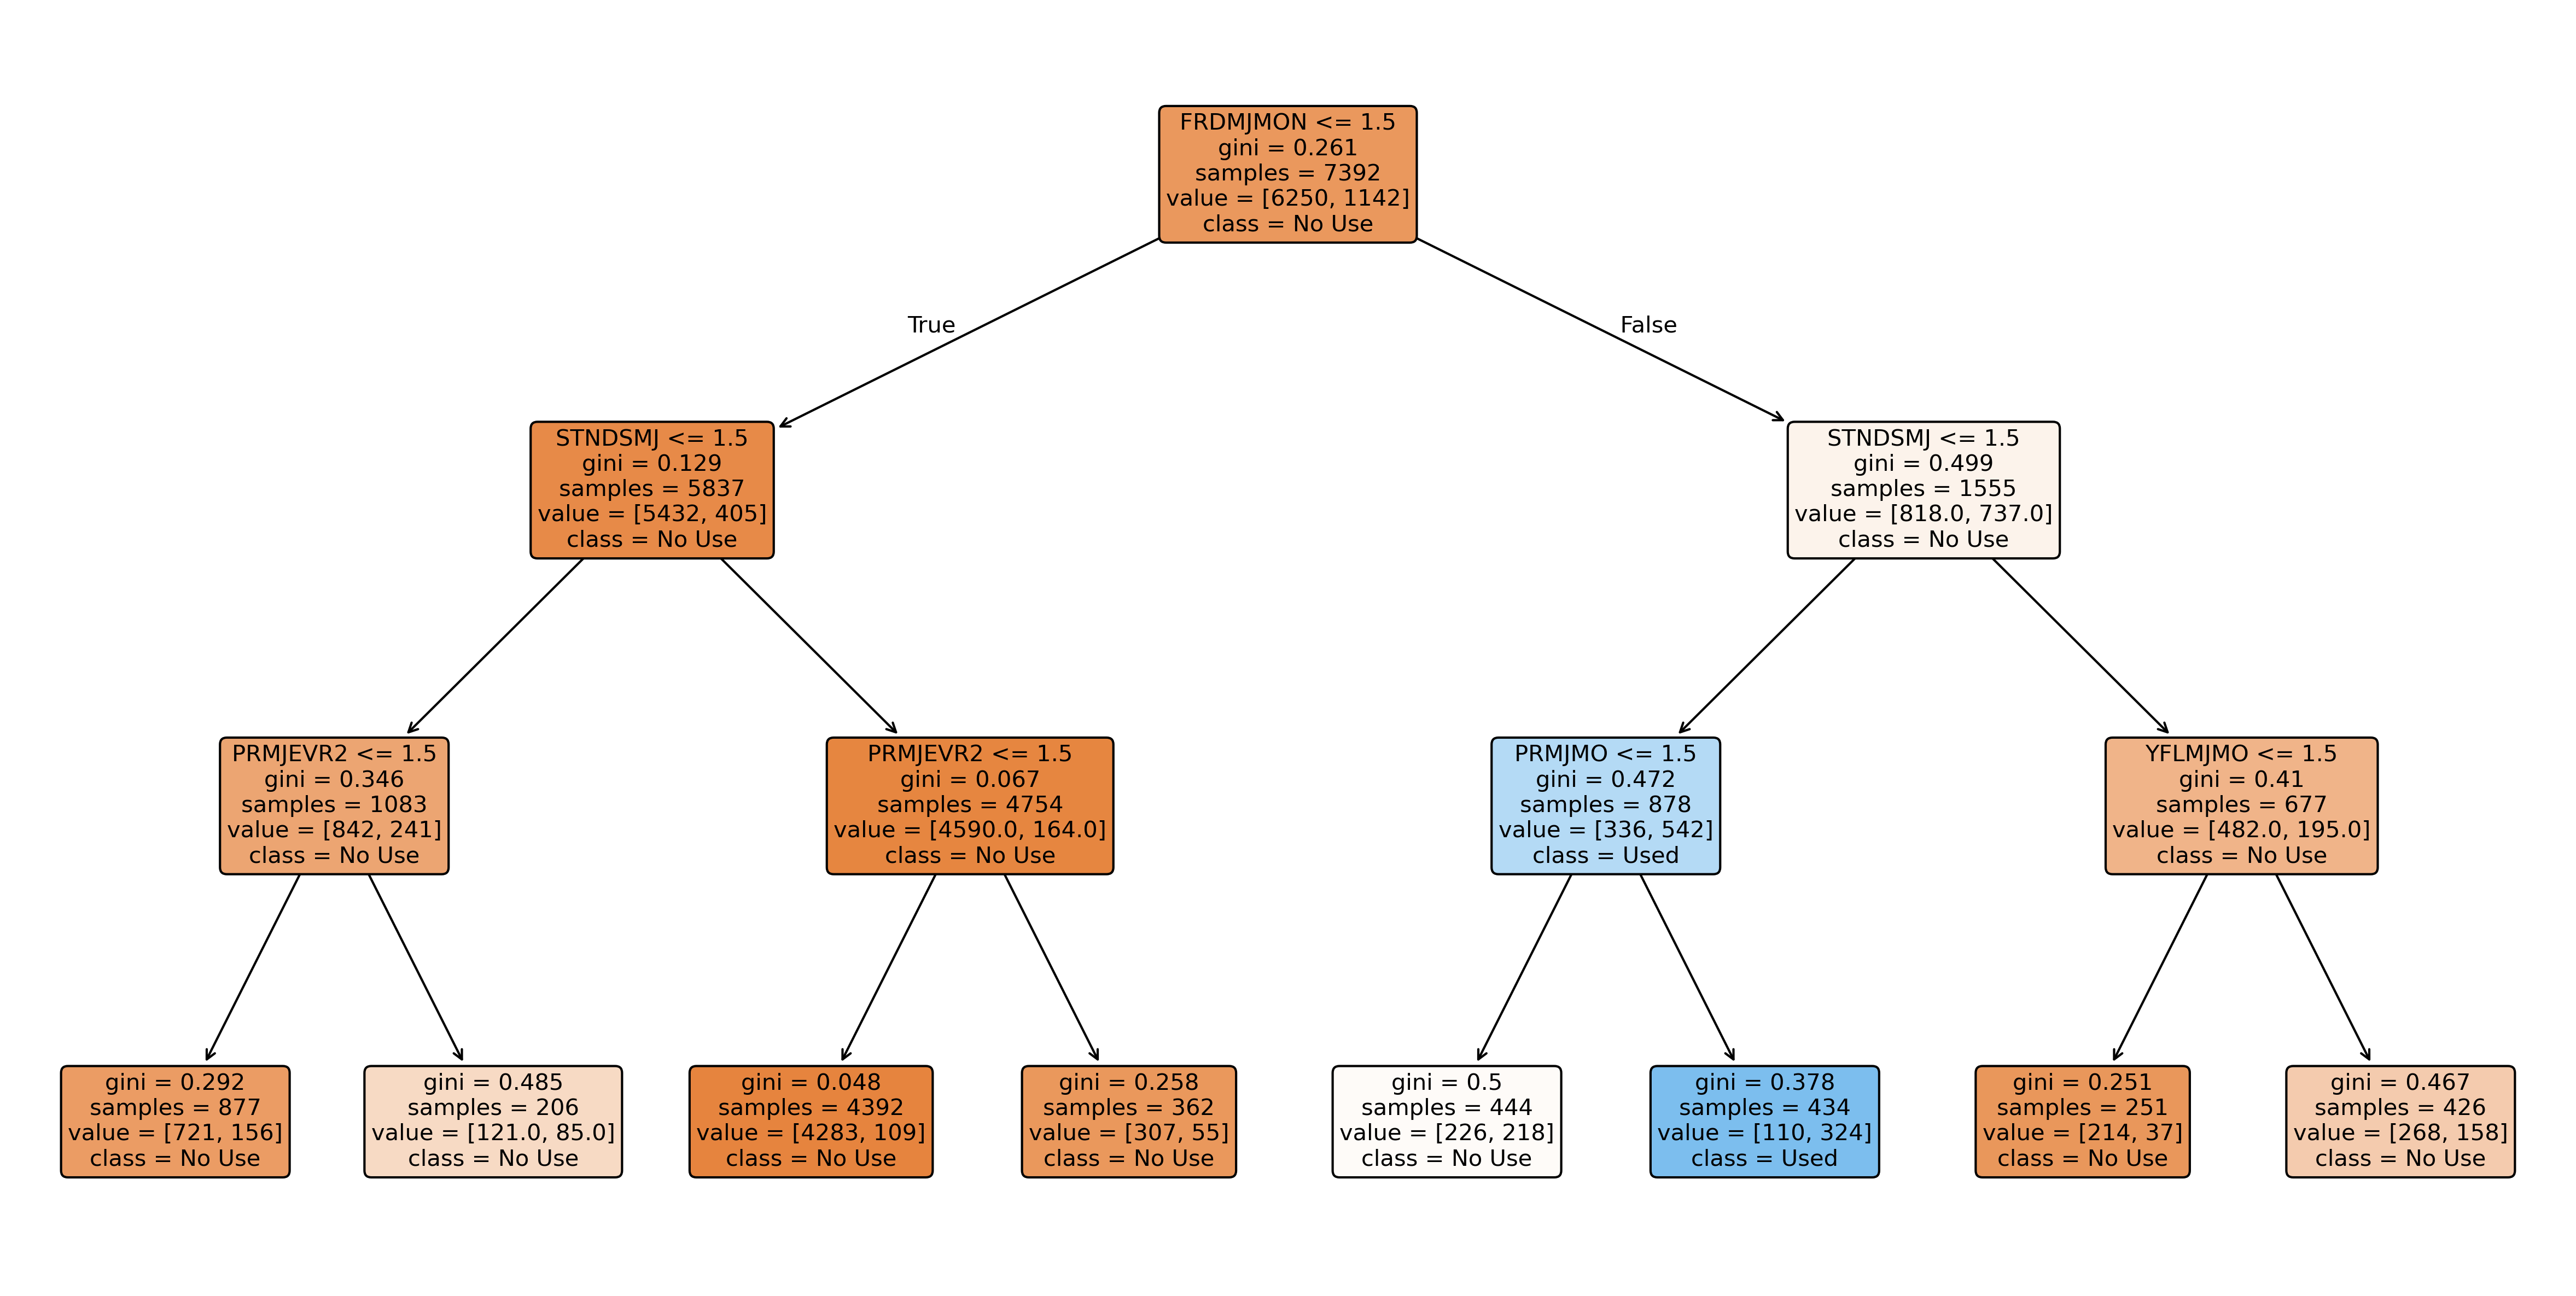 FRDMJMON <= 1.5
gini = 0.261
samples = 7392
value = [6250, 1142]
class = No Use
True
False
STNDSMJ <= 1.5
gini = 0.129
samples = 5837
value = [5432, 405]
class = No Use
STNDSMJ <= 1.5
gini = 0.499
samples = 1555
value = [818.0, 737.0]
class = No Use
PRMJEVR2 <= 1.5
gini = 0.346
samples = 1083
value = [842, 241]
class = No Use
PRMJEVR2 <= 1.5
gini = 0.067
samples = 4754
value = [4590.0, 164.0]
class = No Use
PRMJMO <= 1.5
gini = 0.472
samples = 878
value = [336, 542]
class = Used
YFLMJMO <= 1.5
gini = 0.41
samples = 677
value = [482.0, 195.0]
class = No Use
gini = 0.292
samples = 877
value = [721, 156]
class = No Use
gini = 0.485
samples = 206
value = [121.0, 85.0]
class = No Use
gini = 0.048
samples = 4392
value = [4283, 109]
class = No Use
gini = 0.258
samples = 362
value = [307, 55]
class = No Use
gini = 0.5
samples = 444
value = [226, 218]
class = No Use
gini = 0.378
samples = 434
value = [110, 324]
class = Used
gini = 0.251
samples = 251
value = [214, 37]
class = No Use
gini = 0.467
samples = 426
value = [268, 158]
class = No Use